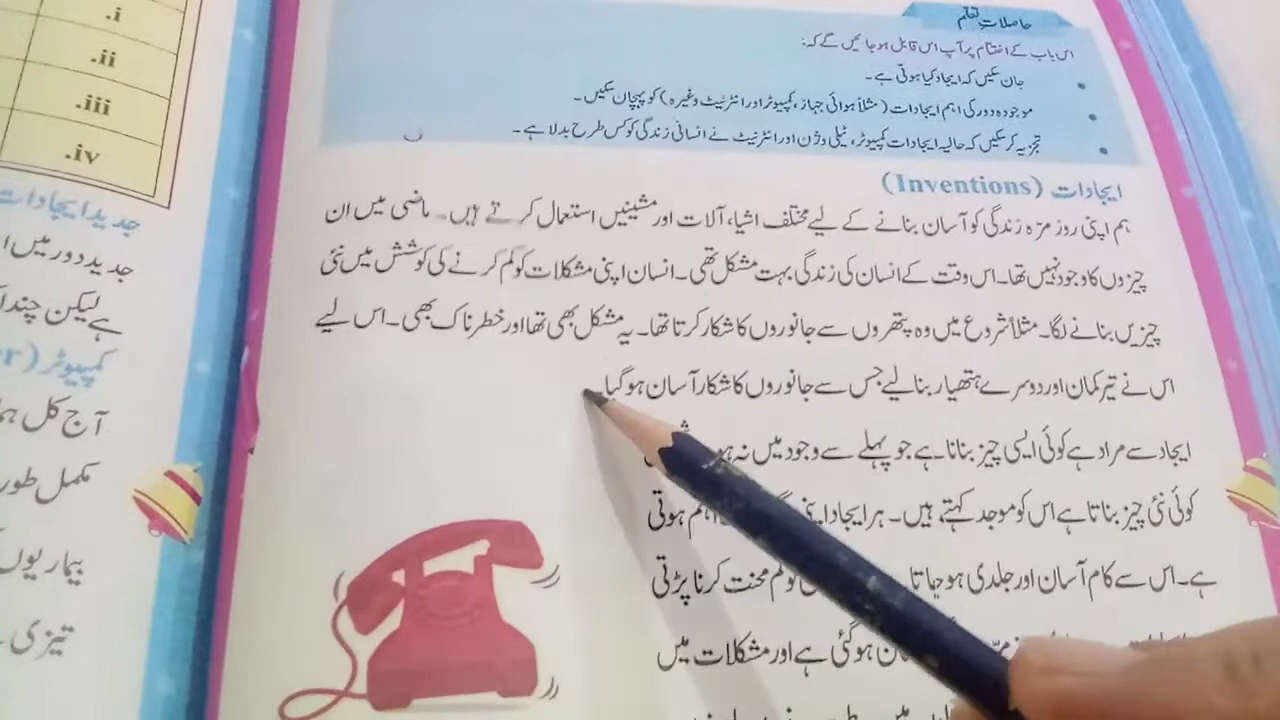 حاصلاتِ تعلّم
اس باب کے اختتام پر آپ اس قابل ہو جائیں گے کہ:
• جان سکیں کہ ایجاد کیا ہوتی ہے۔
• موجودہ دور کی اہم ایجادات (مثلاً ہوائی جہاز، کمپیوٹر اور انٹرنیٹ وغیرہ) کو پہچان سکیں۔
• تجزیہ کر سکیں کہ حالیہ ایجادات کمپیوٹر، ٹیلی وژن اور انٹرنیٹ نے انسانی زندگی کو کس طرح بدلا ہے۔
ایجادات (Inventions)
ہم اپنی روزمرّہ زندگی کو آسان بنانے کے لیے مختلف اشیا، آلات اور مشینیں استعمال کرتے ہیں۔ ماضی میں ان
چیزوں کا وجود نہیں تھا۔ اس وقت کے انسان کی زندگی بہت مشکل تھی۔ انسان اپنی مشکلات کو کم کرنے کی کوشش میں نئی
چیزیں بنانے لگا۔ مثلاً شروع میں وہ پتھروں سے جانوروں کا شکار کرتا تھا۔ یہ مشکل بھی تھا اور خطرناک بھی۔ اس لیے
اس نے تیر کمان اور دوسرے ہتھیار بنا لیے جس سے جانوروں کا شکار آسان ہو گیا۔
ایجاد سے مراد ہے کوئی ایسی چیز بنانا ہے جو پہلے سے وجود میں نہ ہو
کوئی نئی چیز بناتا ہے اس کو موجد کہتے ہیں۔ ہر ایجاد اپنی اہم ہوتی
ہے۔ اس سے کام آسان اور جلدی ہو جاتا کم محنت کرنا پڑتی
ہو گئی ہے اور مشکلات میں
.i
.ii
.iii
.iv
جدید ایجادات
جدید دور میں
ہے لیکن چند
کمپیوٹر
آج کل
مکمل طور
بیماریوں
تیزی